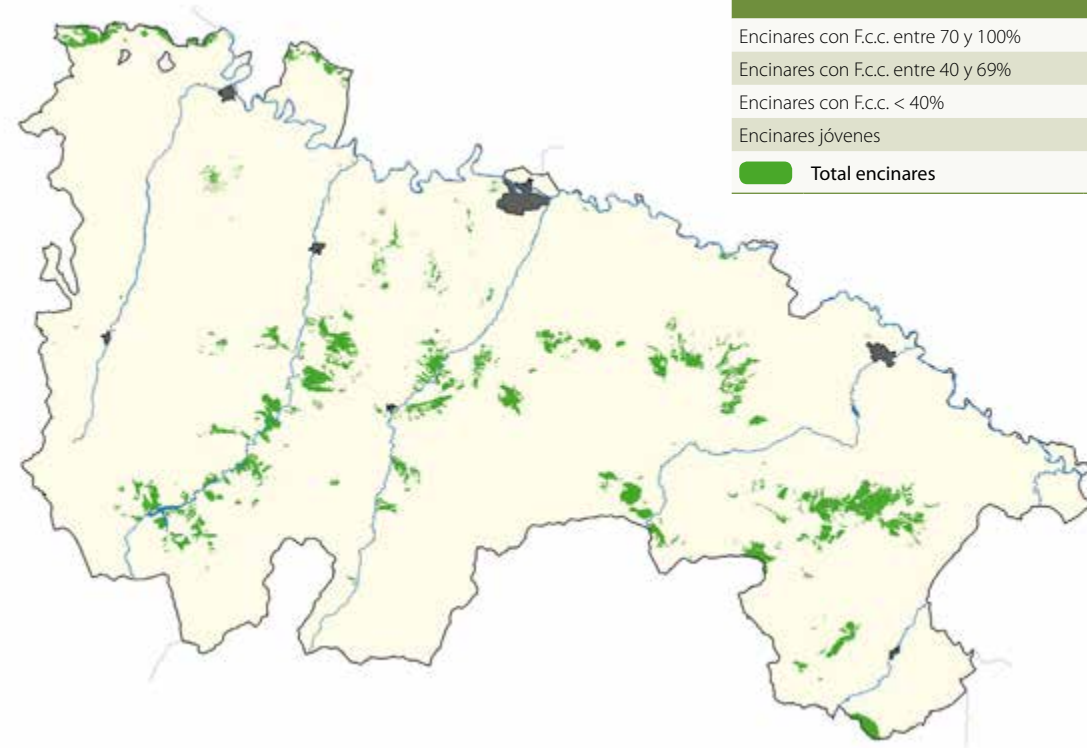 Encinares con F.c.c. entre 70 y 100%
Encinares con F.c.c. entre 40 y 69%
Encinares con F.c.c. < 40%
Encinares jóvenes
Total encinares